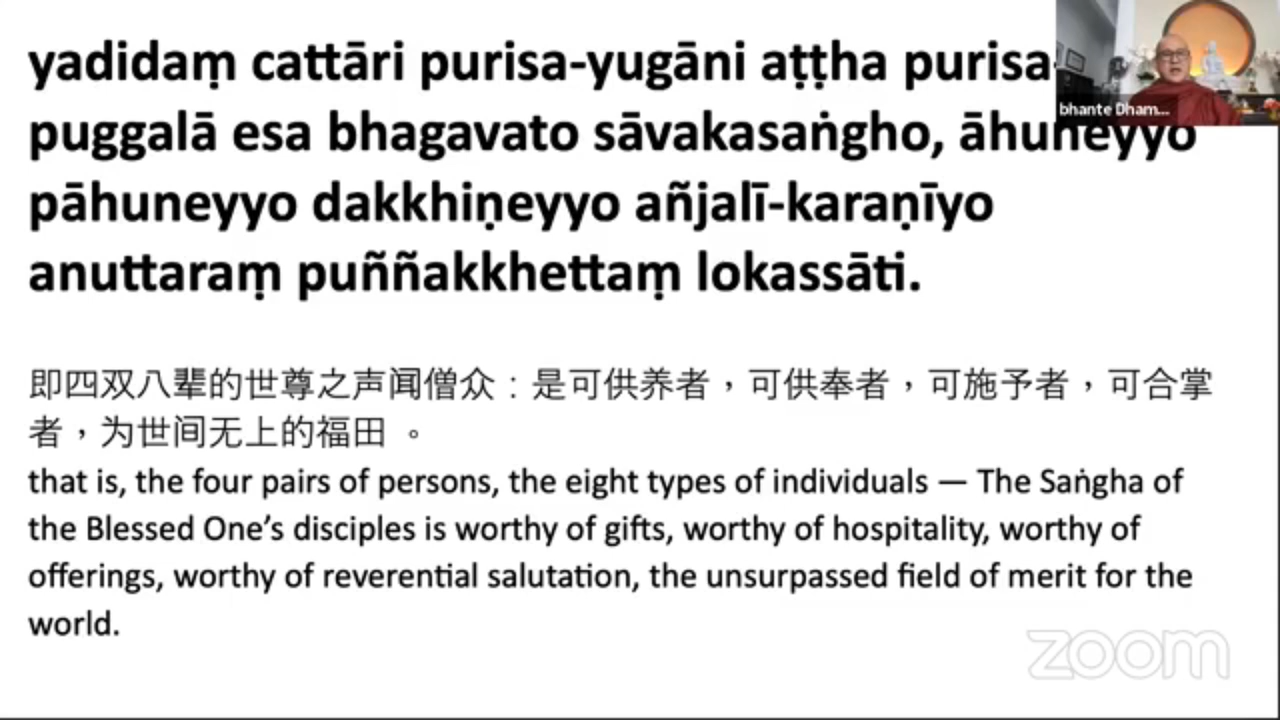 yadidaṃ cattāri purisa-yugāni aṭṭha purisa-
puggalā esa bhagavato sāvakasaṅgho, āhuneyyo
pāhuneyyo dakkhiṇeyyo añjalī-karaṇīyo
anuttaraṃ puññakkhettaṃ lokassāti.
bhante Dham...
即四双八辈的世尊之声闻僧众：是可供养者，可供奉者，可施予者，可合掌
者，为世间无上的福田 。
that is, the four pairs of persons, the eight types of individuals — The Saṅgha of
the Blessed One’s disciples is worthy of gifts, worthy of hospitality, worthy of
offerings, worthy of reverential salutation, the unsurpassed field of merit for the
world.
zoom